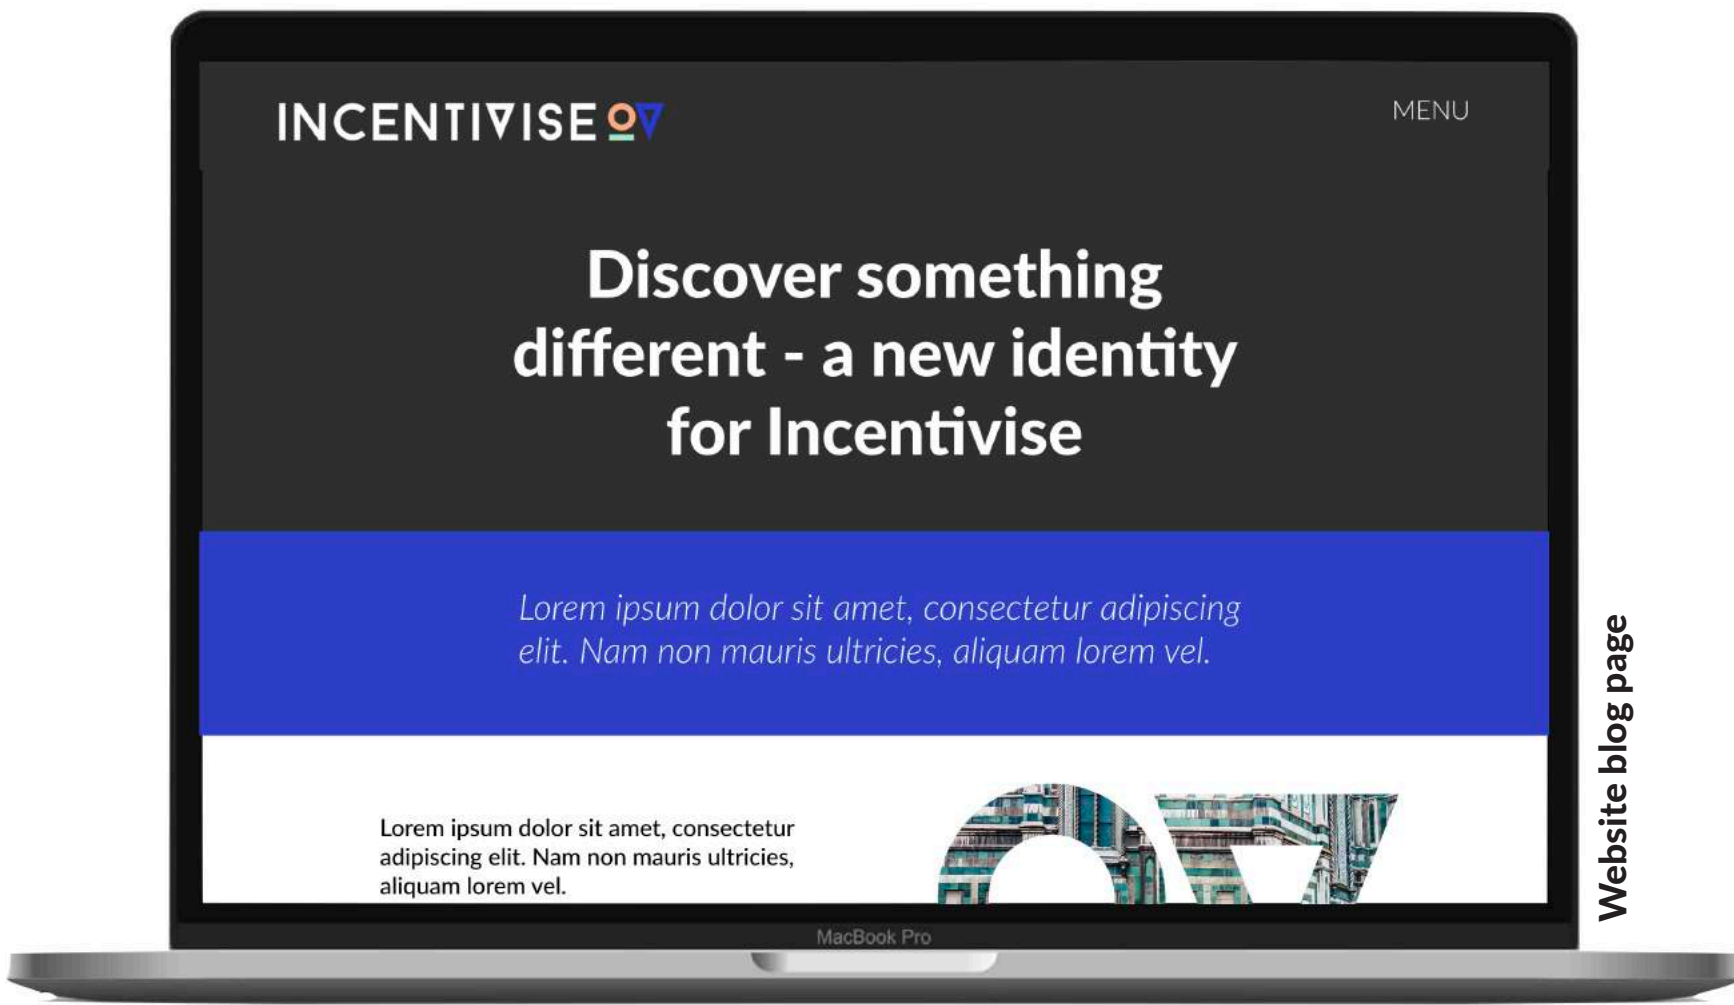 INCENTIVISE
MENU
Discover something
different - a new identity
for Incentivise
Lorem ipsum dolor sit amet, consectetur adipiscing
elit. Nam non mauris ultricies, aliquam lorem vel.
Lorem ipsum dolor sit amet, consectetur
adipiscing elit. Nam non mauris ultricies,
aliquam lorem vel.
MacBook Pro
Website blog page